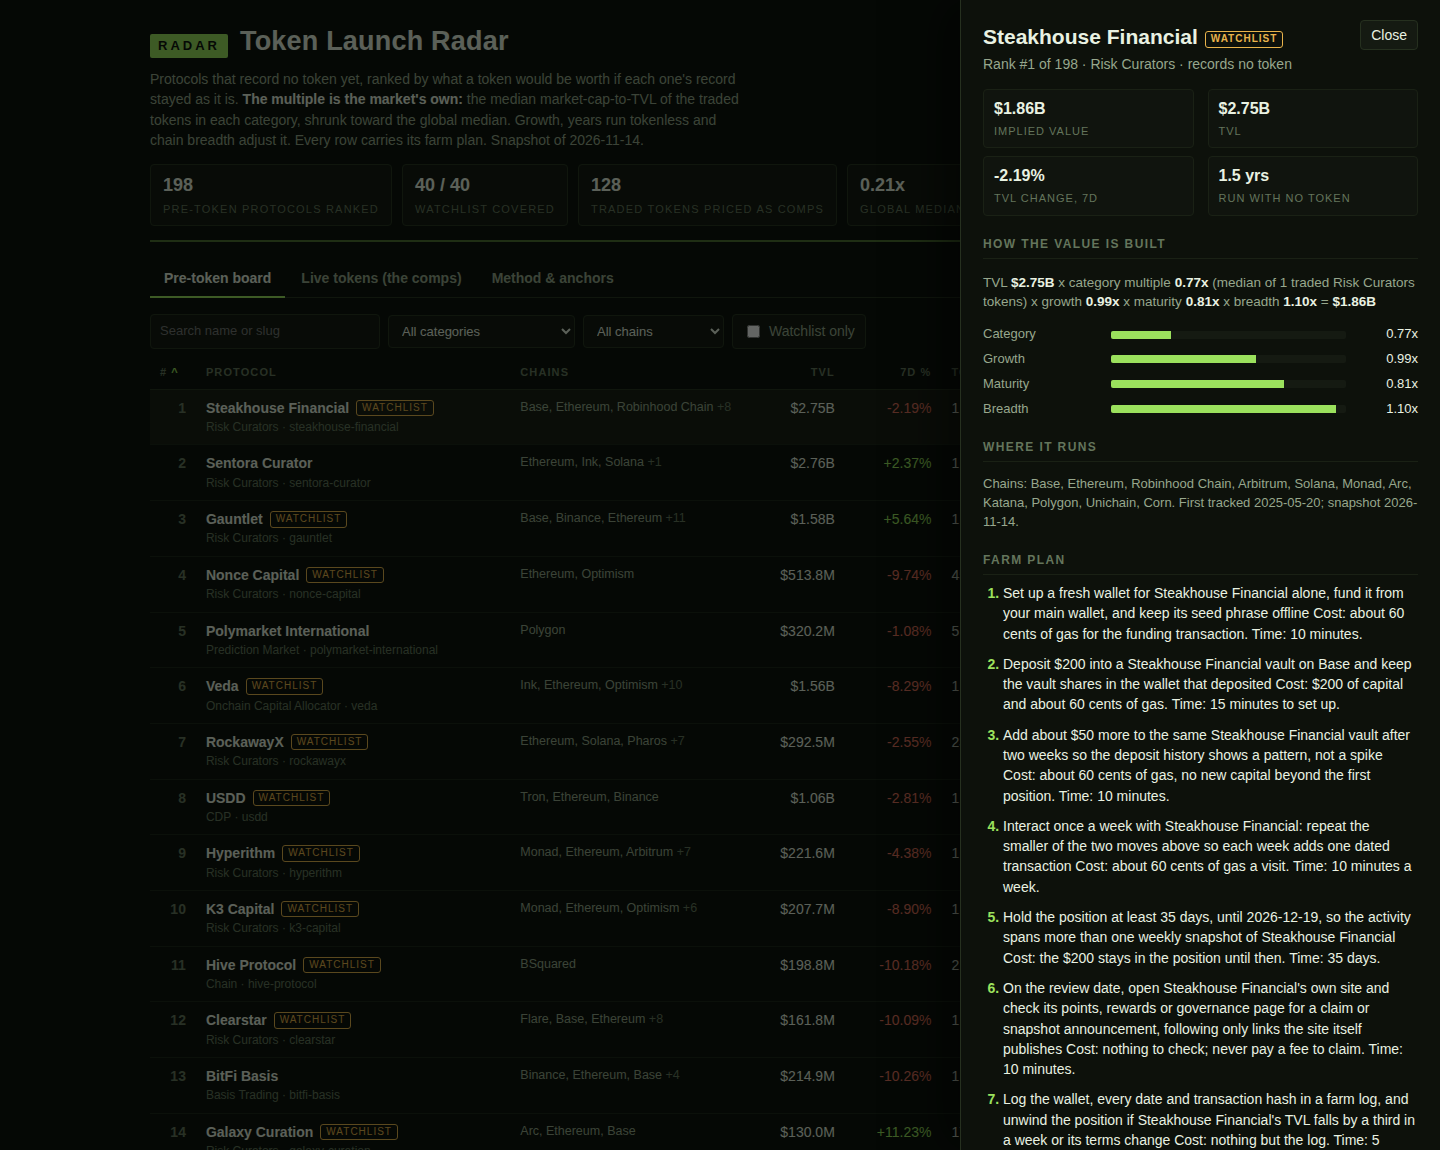 RADAR Token Launch Radar
Protocols that record no token yet, ranked by what a token would be worth if each one's record
stayed as it is. The multiple is the market's own: the median market-cap-to-TVL of the traded
tokens in each category, shrunk toward the global median. Growth, years run tokenless and
chain breadth adjust it. Every row carries its farm plan. Snapshot of 2026-11-14.
198
PRE-TOKEN PROTOCOLS RANKED
40 / 40
WATCHLIST COVERED
128
TRADED TOKENS PRICED AS COMPS
0.21x
GLOBAL MEDIAN
Pre-token board Live tokens (the comps) Method & anchors
Search name or slug All categories All chains Watchlist only
# ^ PROTOCOL CHAINS TVL 7D %
1 Steakhouse Financial WATCHLIST Base, Ethereum, Robinhood Chain +8 $2.75B -2.19%
Risk Curators · steakhouse-financial
2 Sentora Curator Ethereum, Ink, Solana +1 $2.76B +2.37%
Risk Curators · sentora-curator
3 Gauntlet WATCHLIST Base, Binance, Ethereum +11 $1.58B +5.64%
Risk Curators · gauntlet
4 Nonce Capital WATCHLIST Ethereum, Optimism $513.8M -9.74%
Risk Curators · nonce-capital
5 Polymarket International Polygon $320.2M -1.08%
Prediction Market · polymarket-international
6 Veda WATCHLIST Ink, Ethereum, Optimism +10 $1.56B -8.29%
Onchain Capital Allocator · veda
7 RockawayX WATCHLIST Ethereum, Solana, Pharos +7 $292.5M -2.55%
Risk Curators · rockawayx
8 USDD WATCHLIST Tron, Ethereum, Binance $1.06B -2.81%
CDP · usdd
9 Hyperithm WATCHLIST Monad, Ethereum, Arbitrum +7 $221.6M -4.38%
Risk Curators · hyperithm
10 K3 Capital WATCHLIST Monad, Ethereum, Optimism +6 $207.7M -8.90%
Risk Curators · k3-capital
11 Hive Protocol WATCHLIST BSquared $198.8M -10.18%
Chain · hive-protocol
12 Clearstar WATCHLIST Flare, Base, Ethereum +8 $161.8M -10.09%
Risk Curators · clearstar
13 BitFi Basis Binance, Ethereum, Base +4 $214.9M -10.26%
Basis Trading · bitfi-basis
14 Galaxy Curation WATCHLIST Arc, Ethereum, Base $130.0M +11.23%
Steakhouse Financial WATCHLIST Close
Rank #1 of 198 · Risk Curators · records no token
$1.86B
IMPLIED VALUE
$2.75B
TVL
-2.19%
TVL CHANGE, 7D
1.5 yrs
RUN WITH NO TOKEN
HOW THE VALUE IS BUILT
TVL $2.75B x category multiple 0.77x (median of 1 traded Risk Curators
tokens) x growth 0.99x x maturity 0.81x x breadth 1.10x = $1.86B
Category 0.77x
Growth 0.99x
Maturity 0.81x
Breadth 1.10x
WHERE IT RUNS
Chains: Base, Ethereum, Robinhood Chain, Arbitrum, Solana, Monad, Arc,
Katana, Polygon, Unichain, Corn. First tracked 2025-05-20; snapshot 2026-
11-14.
FARM PLAN
1. Set up a fresh wallet for Steakhouse Financial alone, fund it from
your main wallet, and keep its seed phrase offline Cost: about 60
cents of gas for the funding transaction. Time: 10 minutes.
2. Deposit $200 into a Steakhouse Financial vault on Base and keep
the vault shares in the wallet that deposited Cost: $200 of capital
and about 60 cents of gas. Time: 15 minutes to set up.
3. Add about $50 more to the same Steakhouse Financial vault after
two weeks so the deposit history shows a pattern, not a spike
Cost: about 60 cents of gas, no new capital beyond the first
position. Time: 10 minutes.
4. Interact once a week with Steakhouse Financial: repeat the
smaller of the two moves above so each week adds one dated
transaction Cost: about 60 cents of gas a visit. Time: 10 minutes a
week.
5. Hold the position at least 35 days, until 2026-12-19, so the activity
spans more than one weekly snapshot of Steakhouse Financial
Cost: the $200 stays in the position until then. Time: 35 days.
6. On the review date, open Steakhouse Financial's own site and
check its points, rewards or governance page for a claim or
snapshot announcement, following only links the site itself
publishes Cost: nothing to check; never pay a fee to claim. Time:
10 minutes.
7. Log the wallet, every date and transaction hash in a farm log, and
unwind the position if Steakhouse Financial's TVL falls by a third in
a week or its terms change Cost: nothing but the log. Time: 5